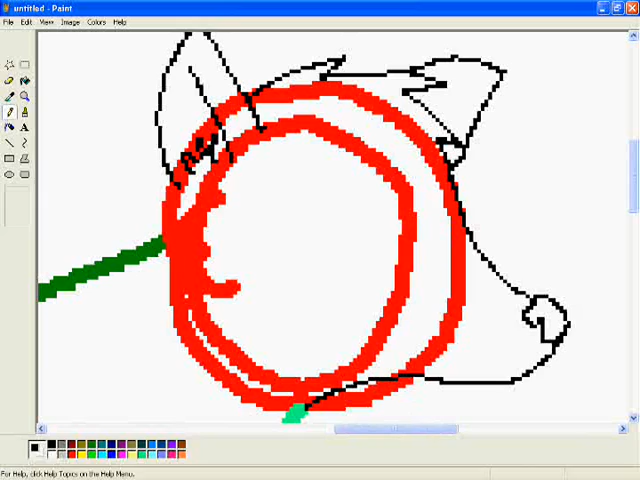 untitled - Paint
File Edit View Image Colors Help
A
For Help, click Help Topics on the Help Menu.